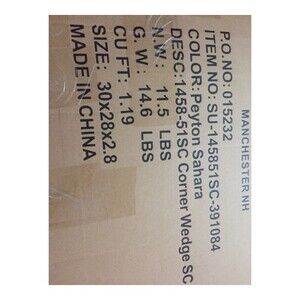 MANCHESTER NH
P.O.NO: 015232
ITEM NO: SU-145851SC-391084
COLOR: Peyton Sahara
DESC:1458-51SC Corner Wedge SC
N.W: 11.5 LBS
G. W: 14.6 LBS
CU FT: 1.19
SIZE: 30x28x2.8
MADE in CHINA